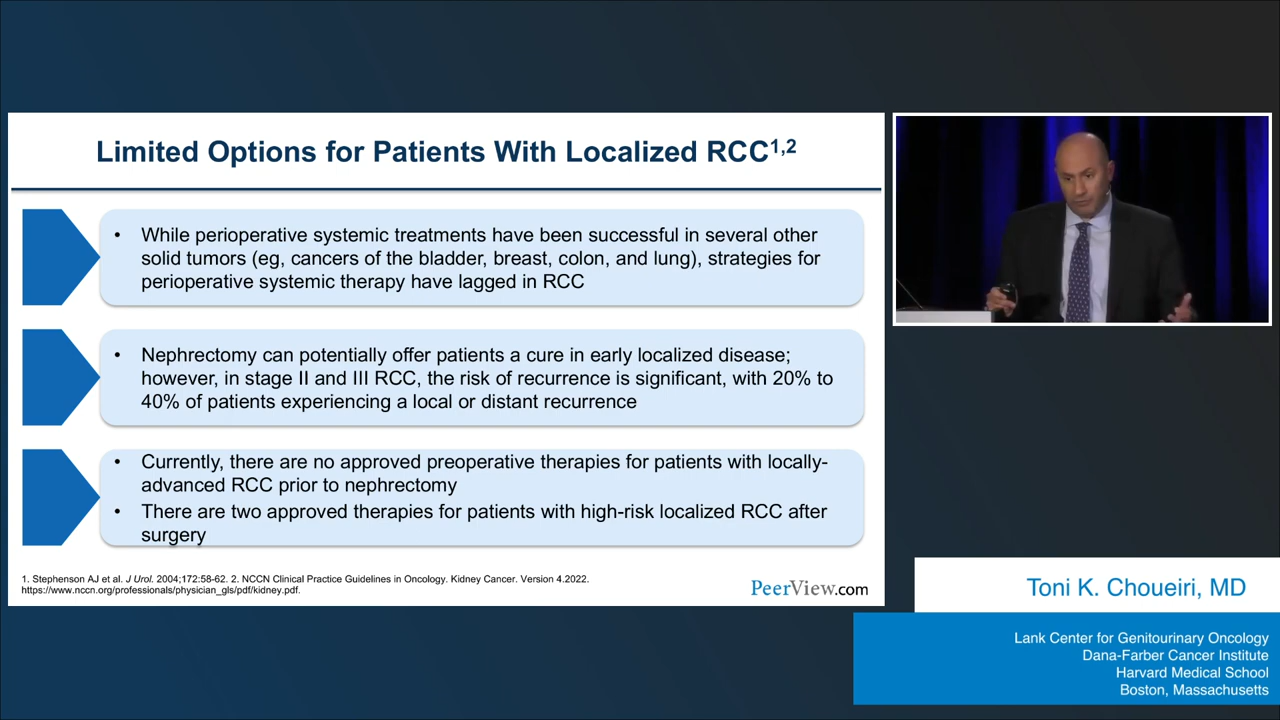 Limited Options for Patients With Localized RCC1,2
• While perioperative systemic treatments have been successful in several other
solid tumors (eg, cancers of the bladder, breast, colon, and lung), strategies for
perioperative systemic therapy have lagged in RCC
• Nephrectomy can potentially offer patients a cure in early localized disease;
however, in stage II and III RCC, the risk of recurrence is significant, with 20% to
40% of patients experiencing a local or distant recurrence
• Currently, there are no approved preoperative therapies for patients with locally-
advanced RCC prior to nephrectomy
• There are two approved therapies for patients with high-risk localized RCC after
surgery
1. Stephenson AJ et al. J Urol. 2004;172:58-62. 2. NCCN Clinical Practice Guidelines in Oncology. Kidney Cancer. Version 4.2022.
https://www.nccn.org/professionals/physician_gls/pdf/kidney.pdf.
PeerView.com
Toni K. Choueiri, MD
Lank Center for Genitourinary Oncology
Dana-Farber Cancer Institute
Harvard Medical School
Boston, Massachusetts